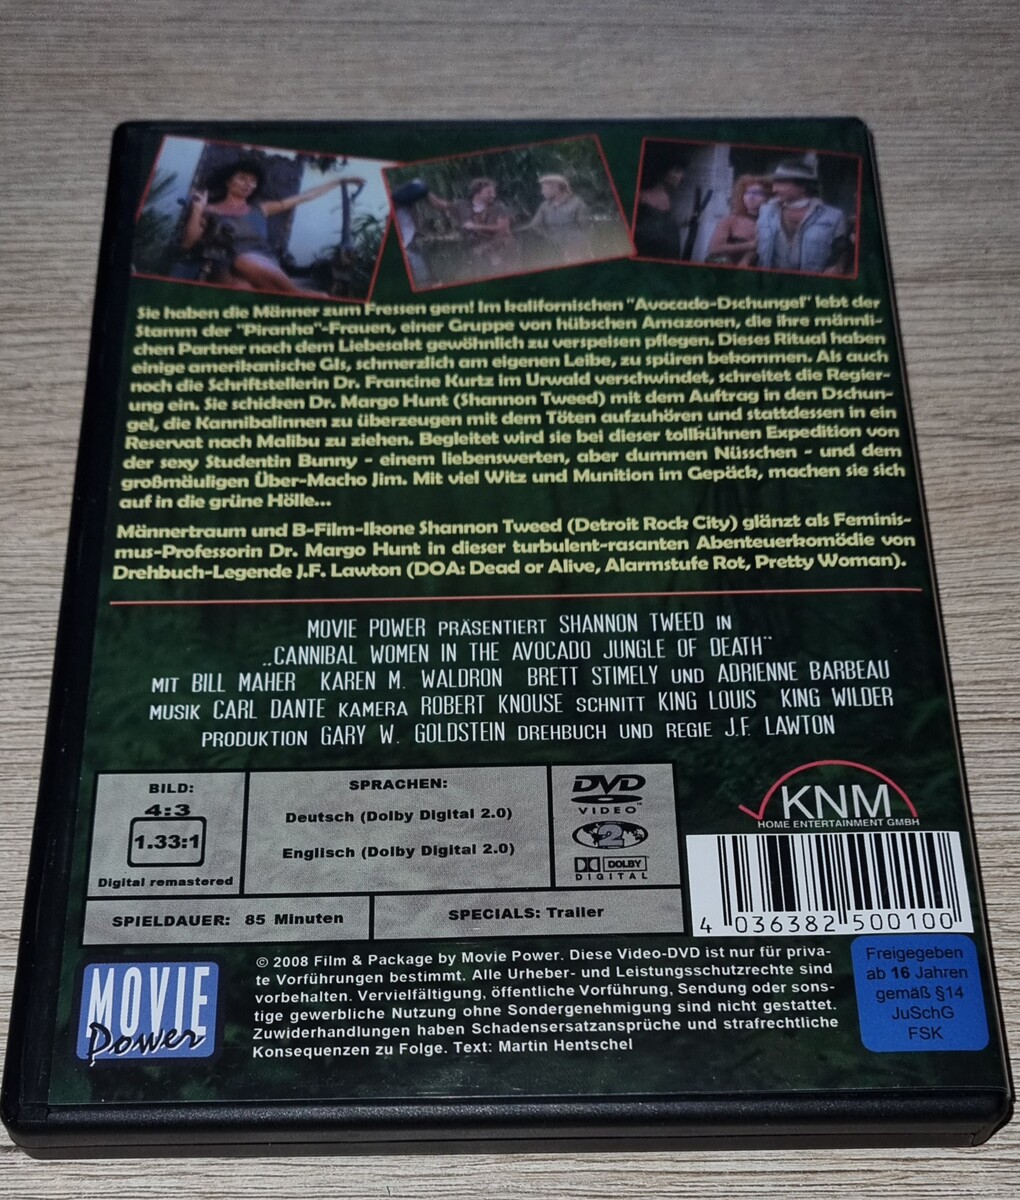 Sie haben die Männer zum Fressen gern! Im kalifornischen "Avocado-Dschungel" lebt der
Stamm der "Piranha"-Frauen, einer Gruppe von hübschen Amazonen, die ihre männli-
chen Partner nach dem Liebesakt gewöhnlich zu verspeisen pflegen. Dieses Ritual haben
einige amerikanische GIs, schmerzlich am eigenen Leibe, zu spüren bekommen. Als auch
noch die Schriftstellerin Dr. Francine Kurtz im Urwald verschwindet, schreitet die Regier-
ung ein. Sie schicken Dr. Margo Hunt (Shannon Tweed) mit dem Auftrag in den Dschun-
gel, die Kannibalinnen zu überzeugen mit dem Töten aufzuhören und stattdessen in ein
Reservat nach Malibu zu ziehen. Begleitet wird sie bei dieser tollkühnen Expedition von
der sexy Studentin Bunny - einem liebenswerten, aber dummen Nüsschen - und dem
großmäuligen Über-Macho Jim. Mit viel Witz und Munition im Gepäck, machen sie sich
auf in die grüne Hölle...
Männertraum und B-Film-Ikone Shannon Tweed (Detroit Rock City) glänzt als Feminis-
mus-Professorin Dr. Margo Hunt in dieser turbulent-rasanten Abenteuerkomödie von
Drehbuch-Legende J.F. Lawton (DOA: Dead or Alive, Alarmstufe Rot, Pretty Woman).
MOVIE POWER PRÄSENTIERT SHANNON TWEED IN
„CANNIBAL WOMEN IN THE AVOCADO JUNGLE OF DEATH"
MIT BILL MAHER KAREN M. WALDRON BRETT STIMELY UND ADRIENNE BARBEAU
MUSIK CARL DANTE KAMERA ROBERT KNOUSE SCHNITT KING LOUIS KING WILDER
PRODUKTION GARY W. GOLDSTEIN DREHBUCH UND REGIE J.F. LAWTON
BILD:
4:3
1.33:1
Digital remastered
SPRACHEN:
Deutsch (Dolby Digital 2.0)
Englisch (Dolby Digital 2.0)
DVD
VIDEO™
2
DOLBY
DIGITAL
SPIELDAUER: 85 Minuten
SPECIALS: Trailer
KNM
HOME ENTERTAINMENT GMBH
4 036382 500100
MOVIE
Power
© 2008 Film & Package by Movie Power. Diese Video-DVD ist nur für priva-
te Vorführungen bestimmt. Alle Urheber- und Leistungsschutzrechte sind
vorbehalten. Vervielfältigung, öffentliche Vorführung, Sendung oder sons-
tige gewerbliche Nutzung ohne Sondergenehmigung sind nicht gestattet.
Zuwiderhandlungen haben Schadensersatzansprüche und strafrechtliche
Konsequenzen zu Folge. Text: Martin Hentschel
Freigegeben
ab 16 Jahren
gemäß §14
JuSchG
FSK